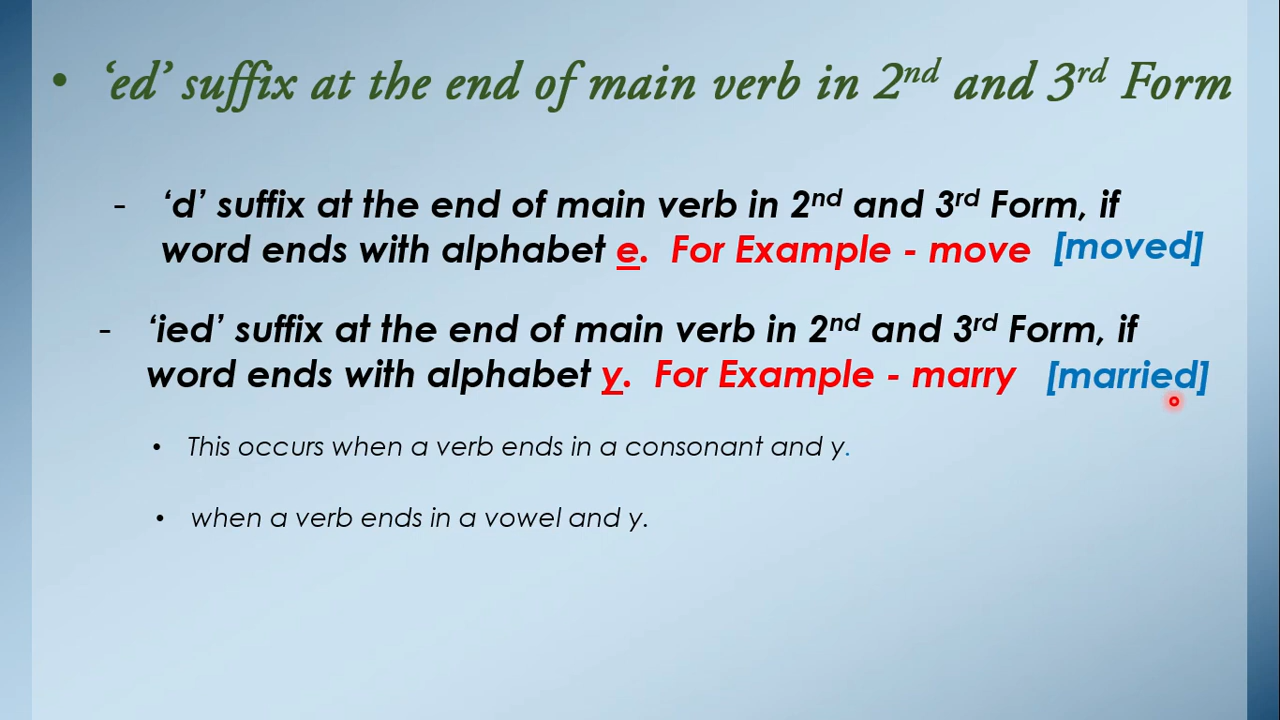 • ‘ed’ suffix at the end of main verb in 2nd and 3rd Form
- ‘d’ suffix at the end of main verb in 2nd and 3rd Form, if
word ends with alphabet e. For Example - move [moved]
- ‘ied’ suffix at the end of main verb in 2nd and 3rd Form, if
word ends with alphabet y. For Example - marry [married]
• This occurs when a verb ends in a consonant and y.
• when a verb ends in a vowel and y.